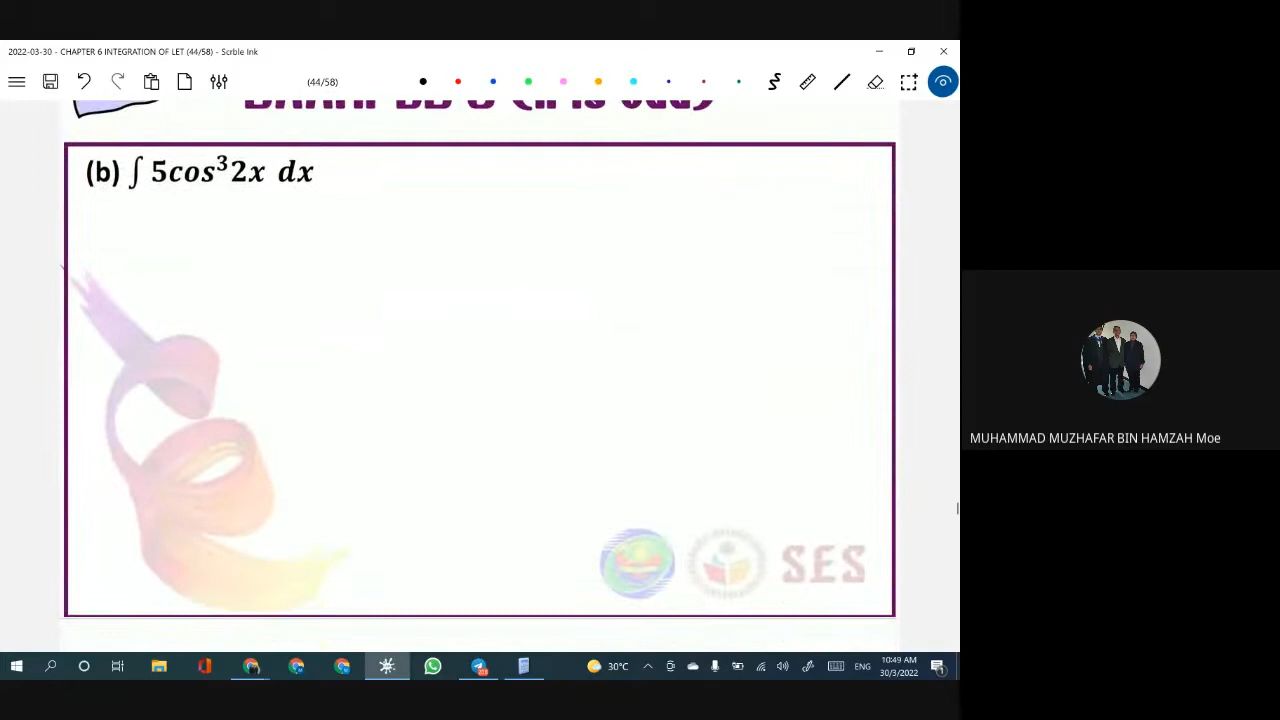 2022-03-30 - CHAPTER 6 INTEGRATION OF LET (44/58) - Scrble Ink
(44/58)
(b) ∫ 5cos³2x dx
SES
MUHAMMAD MUZHAFAR BIN HAMZAH Moe
30°C
ENG
10:49 AM
30/3/2022